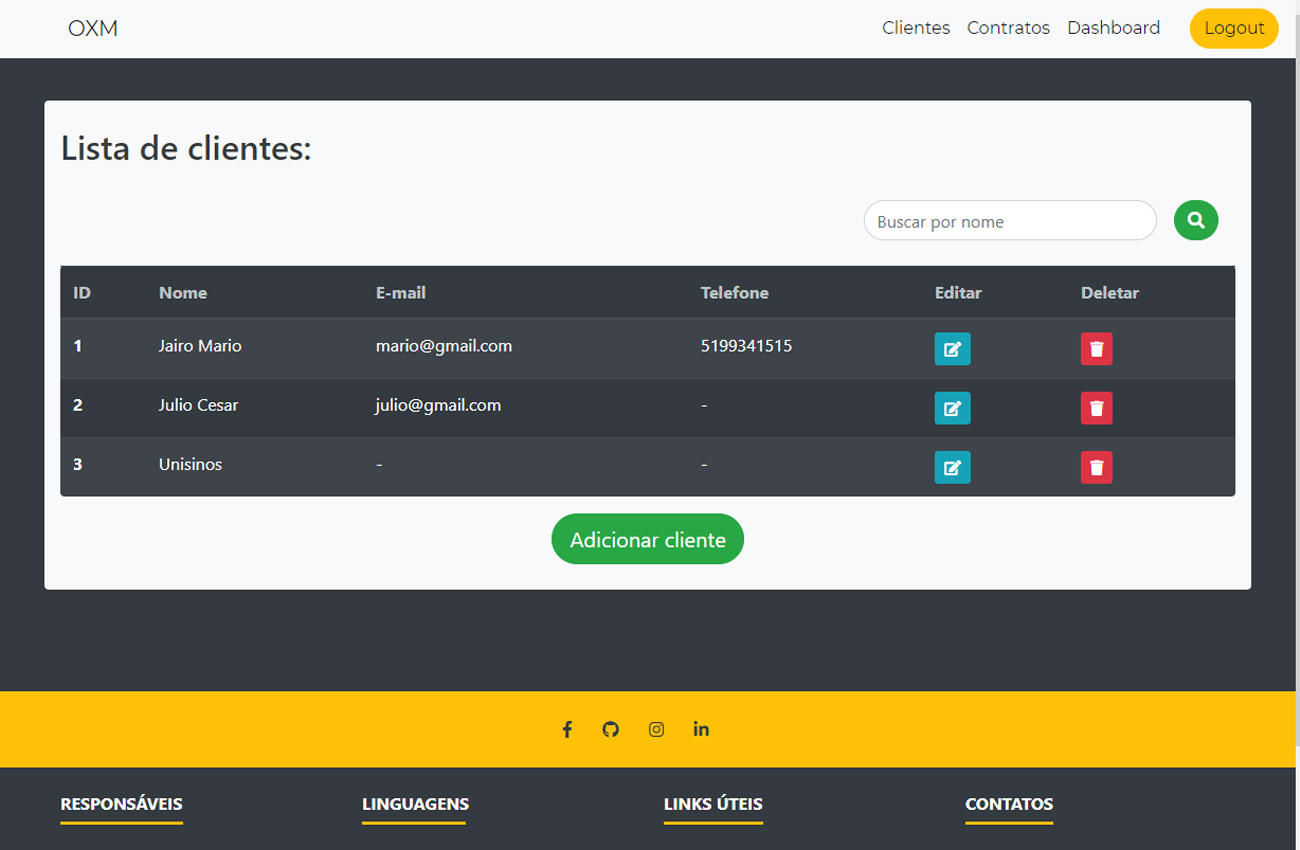 OXM Clientes Contratos Dashboard Logout
Lista de clientes:
Buscar por nome
ID Nome E-mail Telefone Editar Deletar
1 Jairo Mario mario@gmail.com 5199341515
2 Julio Cesar julio@gmail.com -
3 Unisinos - -
Adicionar cliente
RESPONSÁVEIS LINGUAGENS LINKS ÚTEIS CONTATOS